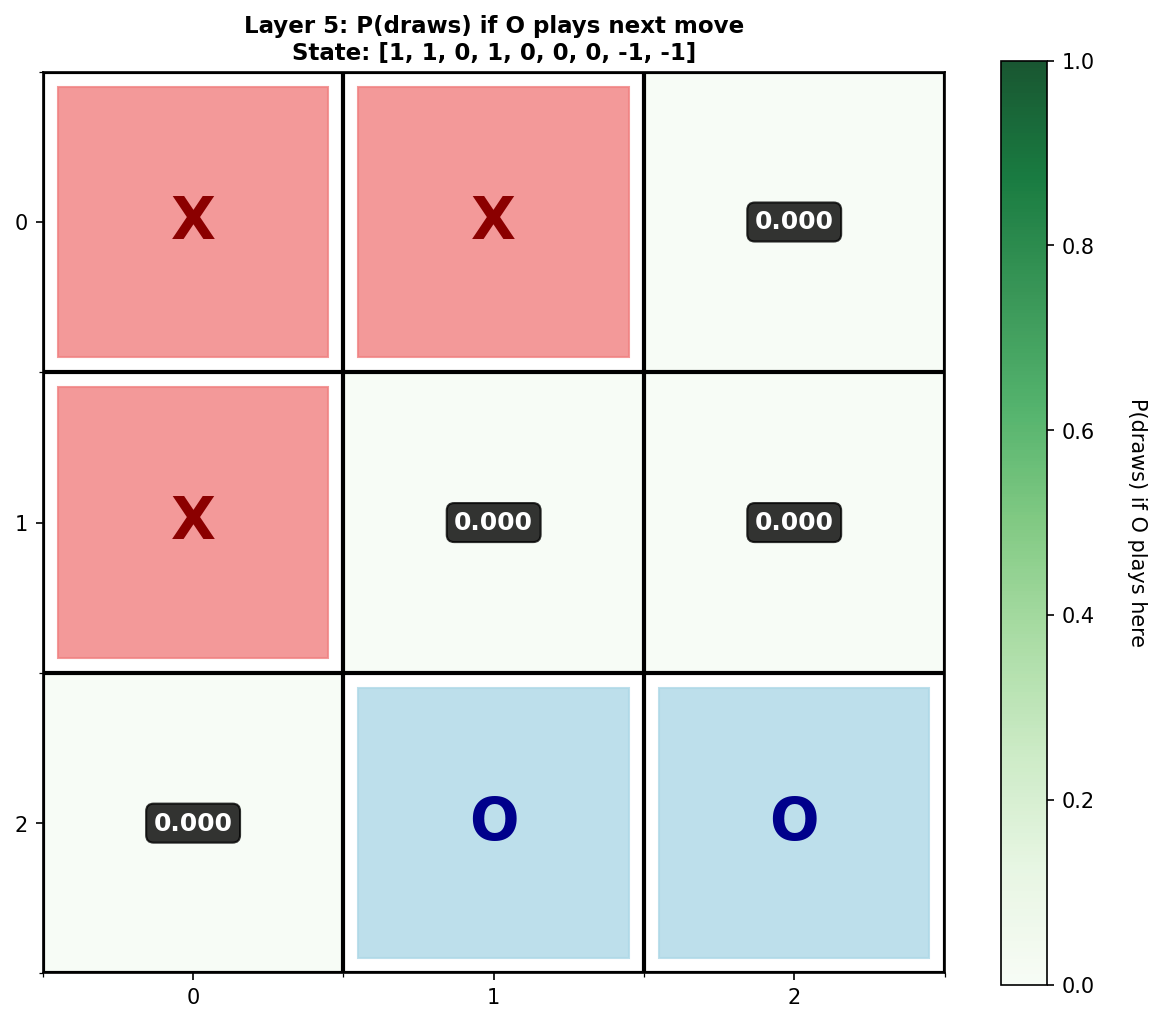 Layer 5: P(draws) if O plays next move
State: [1, 1, 0, 1, 0, 0, 0, -1, -1]
0
X
X
0.000
1
X
0.000
0.000
2
0.000
O
O
0
1
2
1.0
0.8
0.6
0.4
0.2
0.0
P(draws) if O plays here